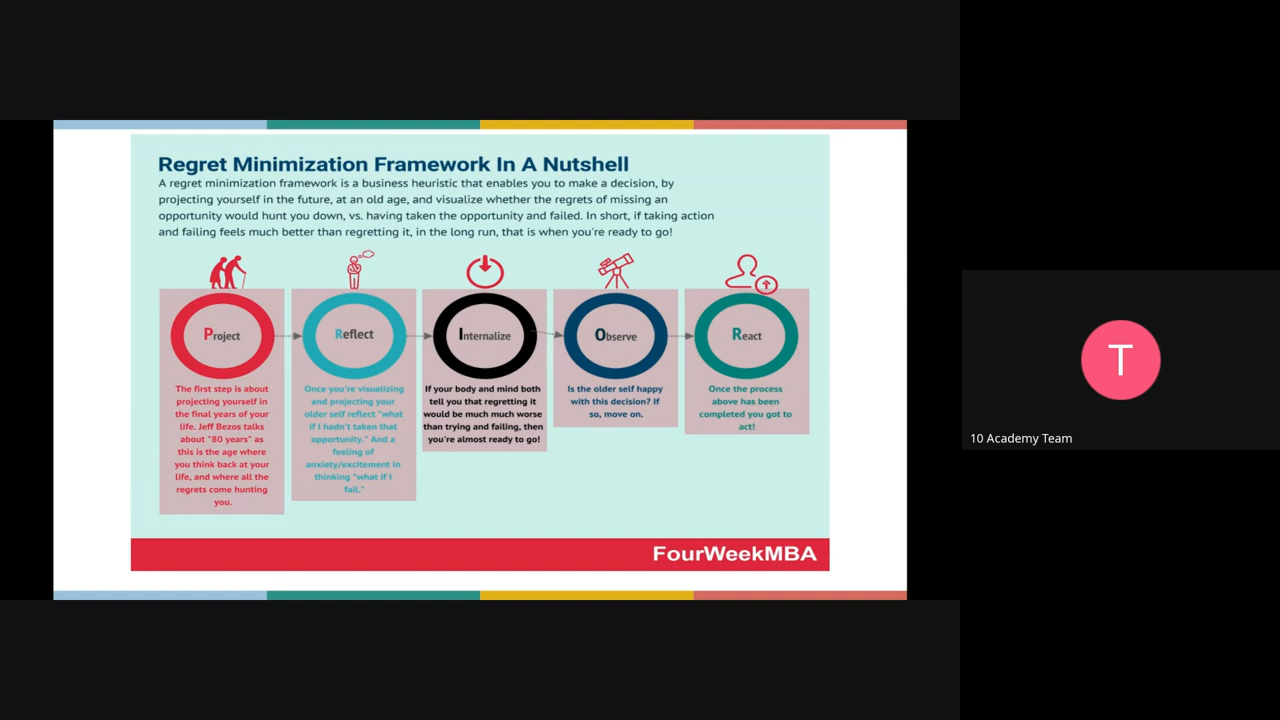 Regret Minimization Framework In A Nutshell
A regret minimization framework is a business heuristic that enables you to make a decision, by
projecting yourself in the future, at an old age, and visualize whether the regrets of missing an
opportunity would hunt you down, vs. having taken the opportunity and failed. In short, if taking action
and failing feels much better than regretting it, in the long run, that is when you're ready to go!
Project
The first step is about
projecting yourself in
the final years of your
life. Jeff Bezos talks
about "80 years" as
this is the age where
you think back at your
life, and where all the
regrets come hunting
you.
Reflect
Once you're visualizing
and projecting your
older self reflect "what
if I hadn't taken that
opportunity." And a
feeling of
anxiety/excitement in
thinking "what if I
fail."
Internalize
If your body and mind both
tell you that regretting it
would be much much worse
than trying and failing, then
you're almost ready to go!
Observe
Is the older self happy
with this decision? If
so, move on.
React
Once the process
above has been
completed you got to
act!
FourWeekMBA
T
10 Academy Team